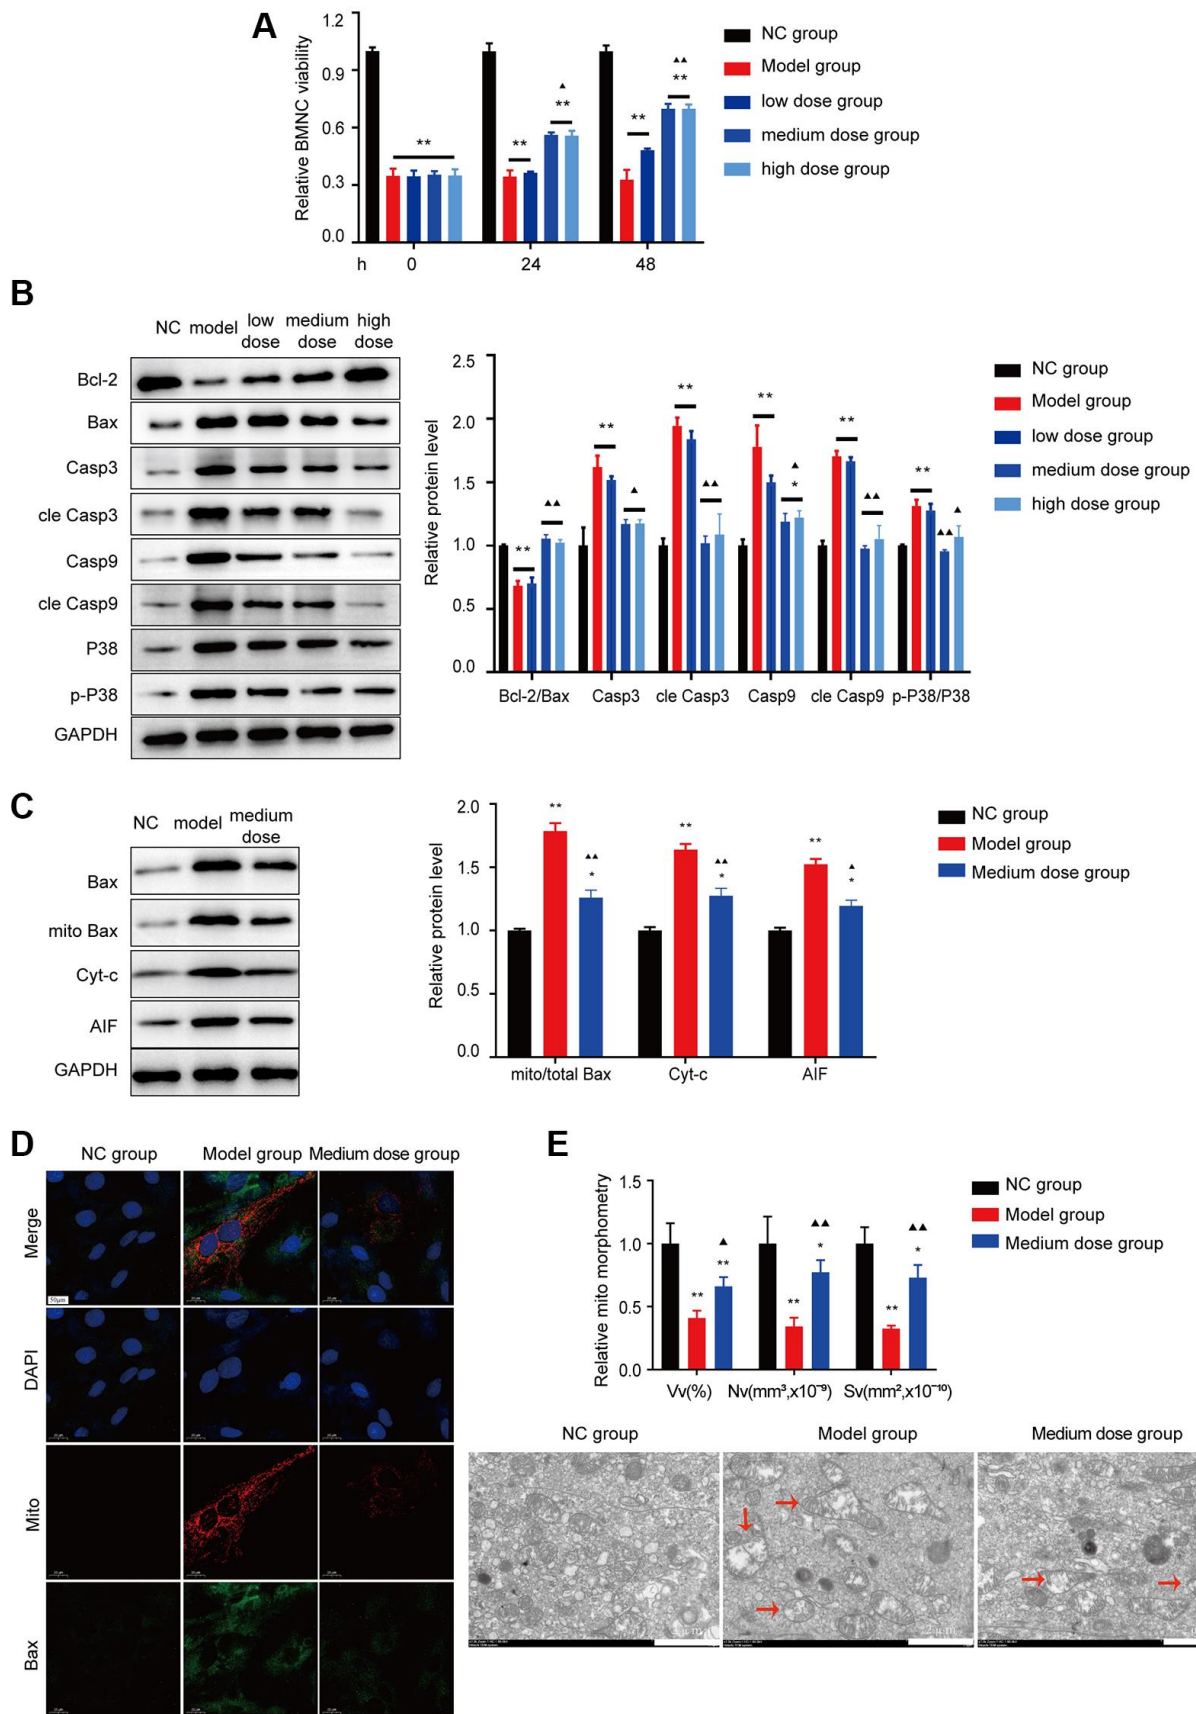 A
1.2
0.9
0.6
0.3
0.0
Relative BMNC viability
**
**
▲
**
**
▲▲
**
h 0 24 48
NC group
Model group
low dose group
medium dose group
high dose group
B
NC model low dose medium dose high dose
Bcl-2
Bax
Casp3
cle Casp3
Casp9
cle Casp9
P38
p-P38
GAPDH
2.5
2.0
1.5
1.0
0.5
0.0
Relative protein level
**
▲▲
**
▲
**
▲▲
**
▲
*
**
▲▲
**
▲▲
▲
Bcl-2/Bax Casp3 cle Casp3 Casp9 cle Casp9 p-P38/P38
NC group
Model group
low dose group
medium dose group
high dose group
C
NC model medium dose
Bax
mito Bax
Cyt-c
AIF
GAPDH
2.0
1.5
1.0
0.5
0.0
Relative protein level
**
▲▲
*
**
▲▲
*
**
▲
*
mito/total Bax Cyt-c AIF
NC group
Model group
Medium dose group
D
NC group Model group Medium dose group
Merge
DAPI
Mito
Bax
50μm
E
1.5
1.0
0.5
0.0
Relative mito morphometry
**
▲
**
**
▲▲
*
**
▲▲
*
Vv(%) Nv(mm³,x10⁻⁹) Sv(mm²,x10⁻¹⁰)
NC group
Model group
Medium dose group
NC group Model group Medium dose group